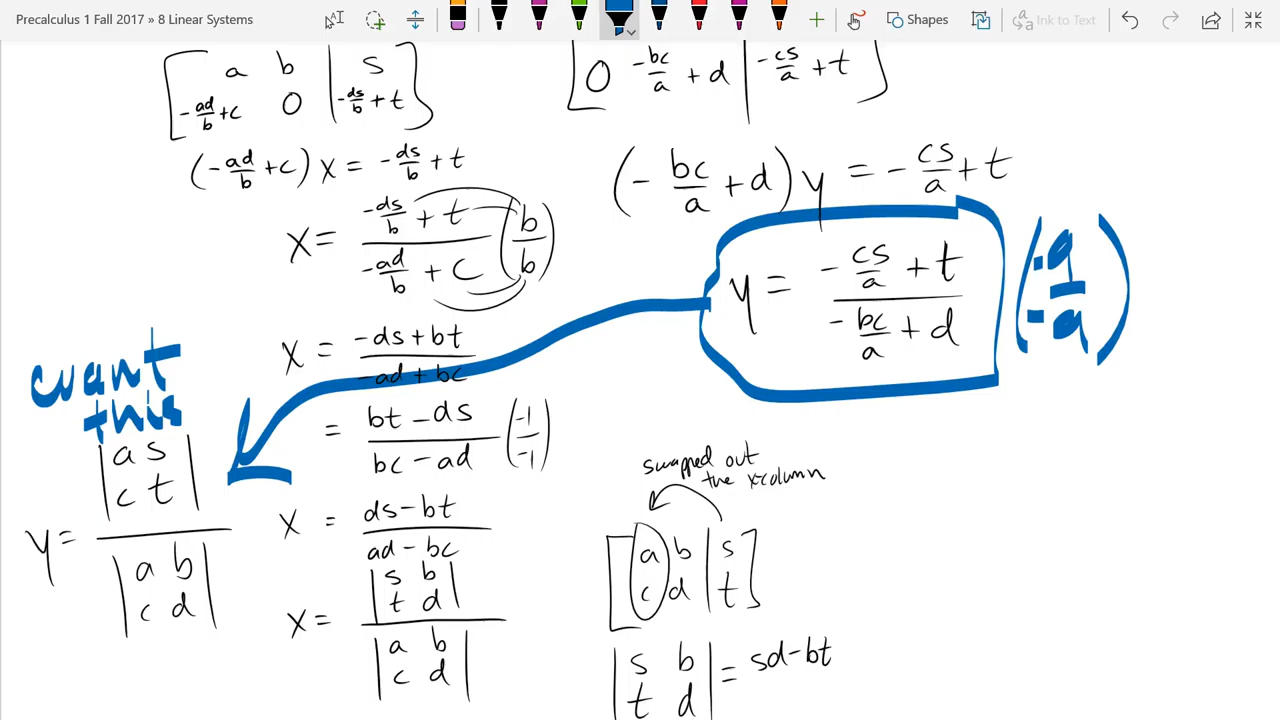 Precalculus 1 Fall 2017 » 8 Linear Systems
Shapes
Ink to Text
[ a b | s ]
[ -ad/b +c 0 | -ds/b + t ]
[ 0 -bc/a + d | -cs/a + t ]
(-ad/b + c) x = -ds/b + t
(- bc/a + d) y = - cs/a + t
x = (-ds/b + t)/(-ad/b + c) (b/b)
y = (- cs/a + t)/(- bc/a + d) (-a/-a)
x = (-ds + bt)/(-ad + bc)
want
this
= (bt - ds)/(bc - ad) (-1/-1)
x = (ds - bt)/(ad - bc)
x = |s b|
|t d|
/
|a b|
|c d|
y = |a s|
|c t|
/
|a b|
|c d|
swapped out
the x-column
[ a b | s ]
[ c d | t ]
|s b|
|t d| = sd - bt